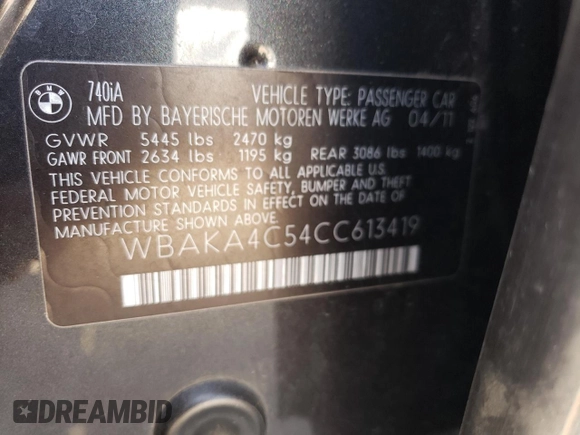 BMW
740iA
VEHICLE TYPE: PASSENGER CAR
MFD BY BAYERISCHE MOTOREN WERKE AG 04/11
GVWR 5445 lbs 2470 kg
GAWR FRONT 2634 lbs 1195 kg REAR 3086 lbs 1400 kg
THIS VEHICLE CONFORMS TO ALL APPLICABLE U.S.
FEDERAL MOTOR VEHICLE SAFETY, BUMPER AND THEFT
PREVENTION STANDARDS IN EFFECT ON THE DATE OF
MANUFACTURE SHOWN ABOVE.
WBAKA4C54CC613419
DREAMBID